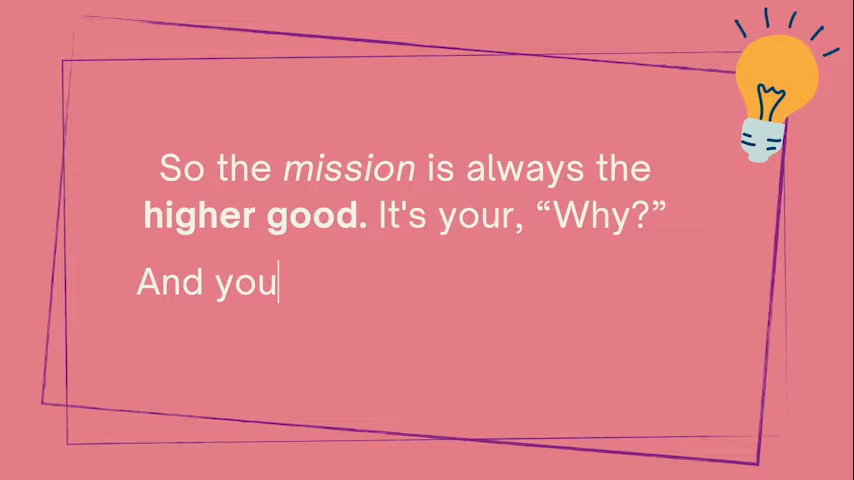 So the mission is always the
higher good. It's your, “Why?”
And you